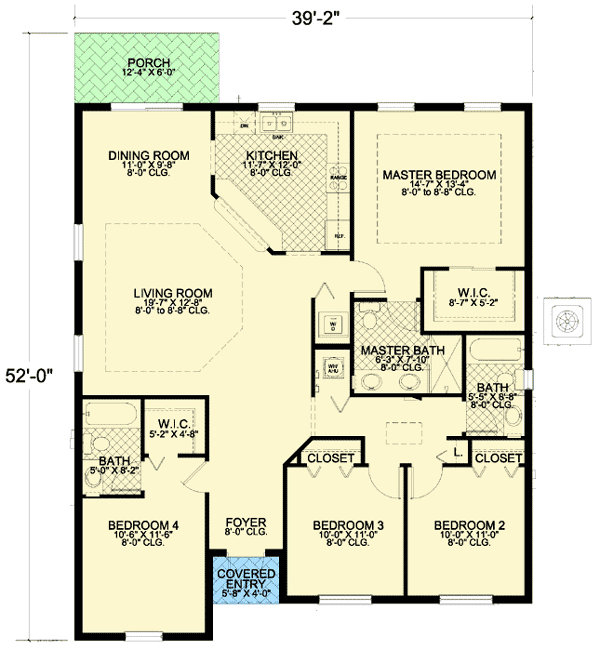 39'-2"
PORCH
12'-4" X 6'-0"
DINING ROOM
11'-0" X 9'-8"
8'-0" CLG.
DW
KITCHEN
11'-7" X 12'-0"
8'-0" CLG.
RANGE
REF.
MASTER BEDROOM
14'-7" X 13'-4"
8'-0" to 8'-8" CLG.
LIVING ROOM
19'-7" X 12'-8"
8'-0" to 8'-8" CLG.
W.I.C.
8'-7" X 5'-2"
W/D
52'-0"
MASTER BATH
6'-3" X 7'-10"
8'-0" CLG.
WH/
AHU
BATH
5'-5" X 8'-8"
8'-0" CLG.
W.I.C.
5'-2" X 4'-8"
BATH
5'-0" X 8'-2"
CLOSET
L.
CLOSET
BEDROOM 4
10'-6" X 11'-6"
8'-0" CLG.
FOYER
8'-0" CLG.
BEDROOM 3
10'-0" X 11'-0"
8'-0" CLG.
BEDROOM 2
10'-0" X 11'-0"
8'-0" CLG.
COVERED
ENTRY
5'-8" X 4'-0"